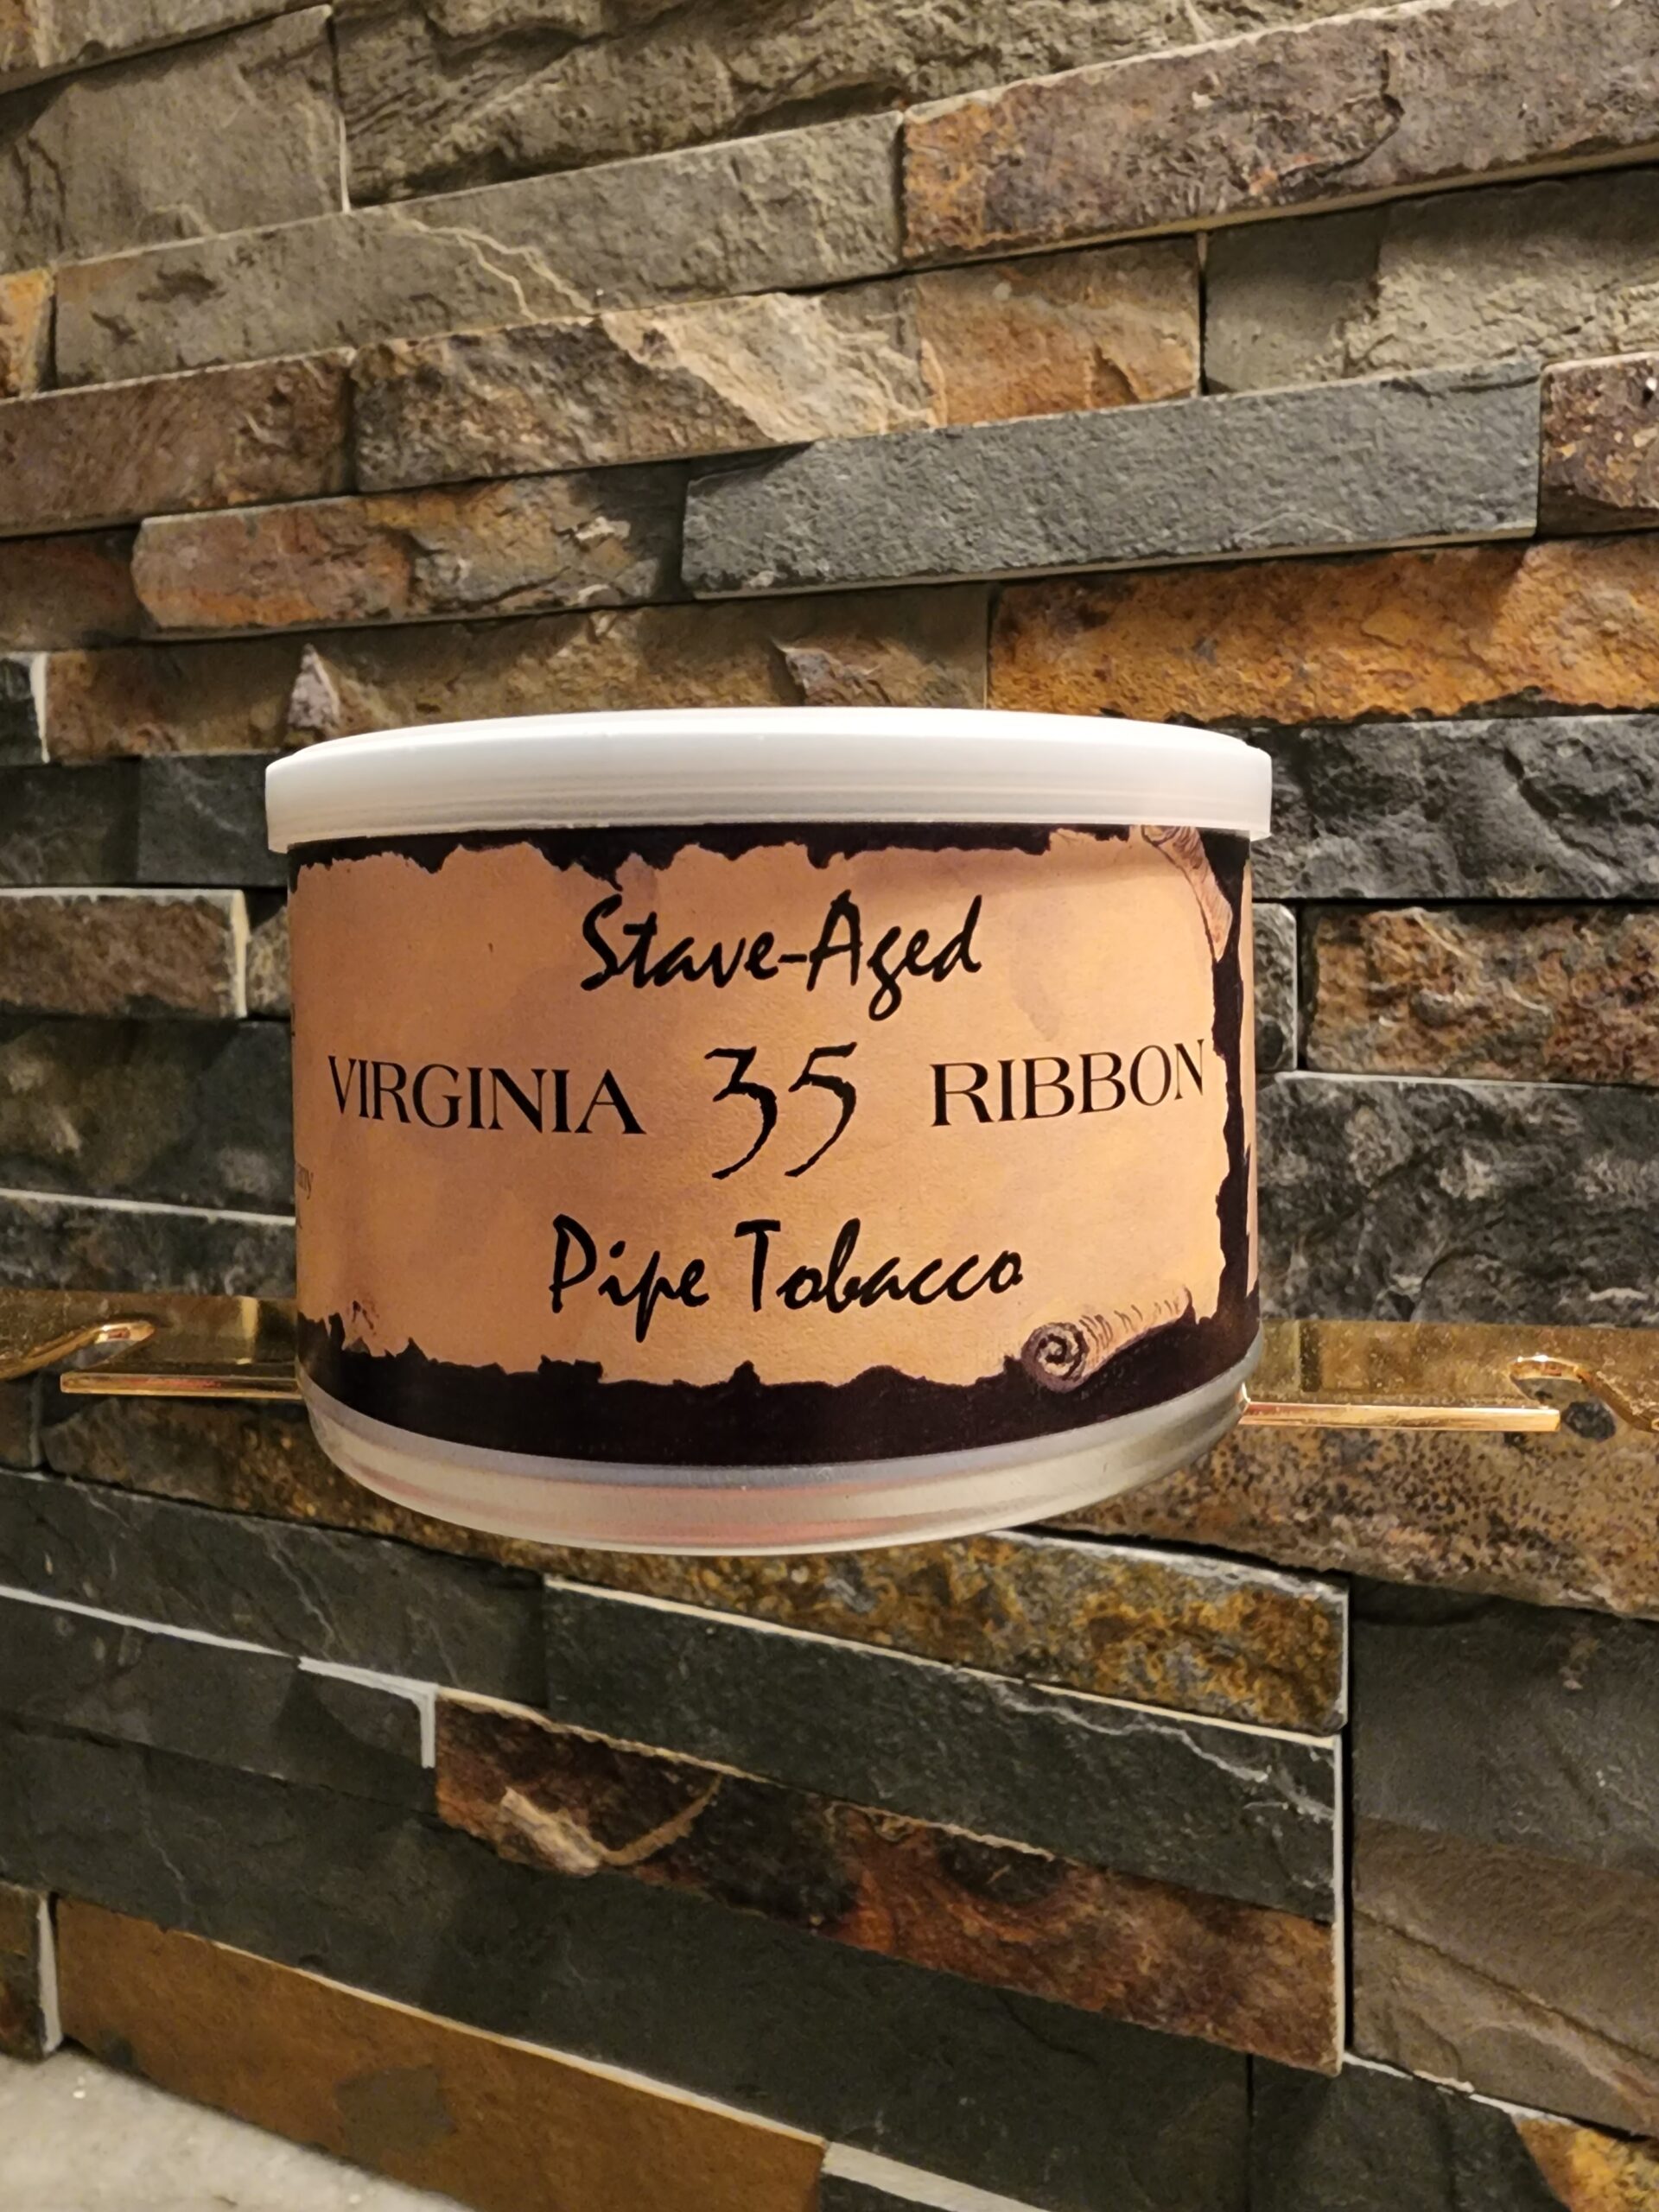 Stave-Aged
VIRGINIA 35 RIBBON
Pipe Tobacco